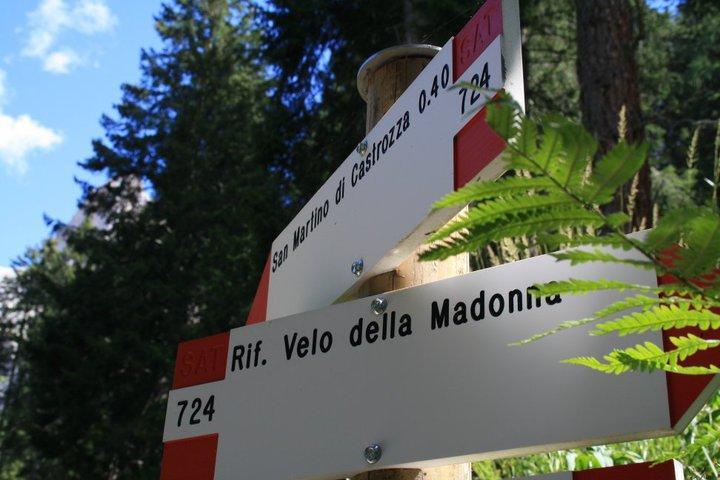 SAT
San Martino di Castrozza 0.40
724
SAT
Rif. Velo della Madonna
724